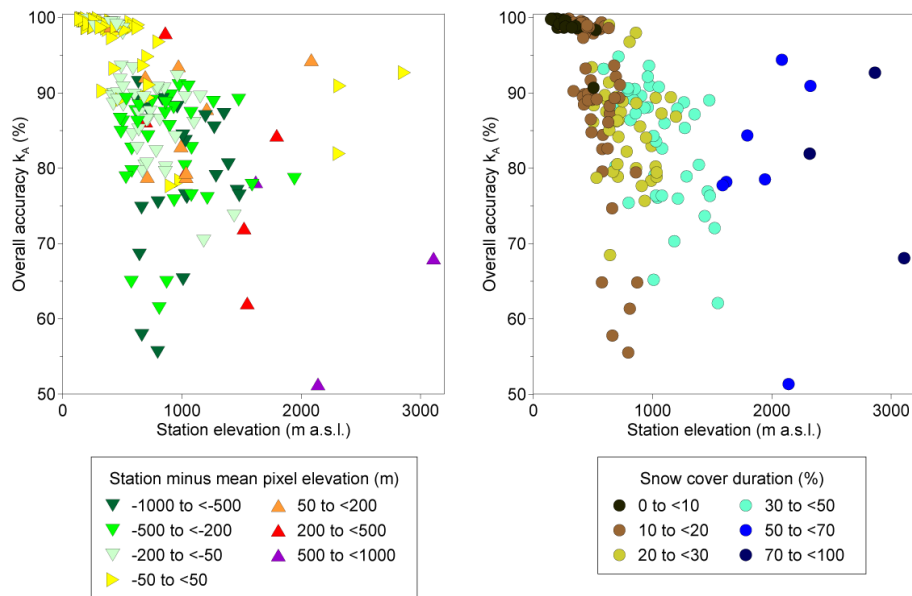 100
90
80
70
60
50
Overall accuracy kA (%)
0
1000
2000
3000
Station elevation (m a.s.l.)
Station minus mean pixel elevation (m)
-1000 to <-500
-500 to <-200
-200 to <-50
-50 to <50
50 to <200
200 to <500
500 to <1000
100
90
80
70
60
50
Overall accuracy kA (%)
0
1000
2000
3000
Station elevation (m a.s.l.)
Snow cover duration (%)
0 to <10
10 to <20
20 to <30
30 to <50
50 to <70
70 to <100